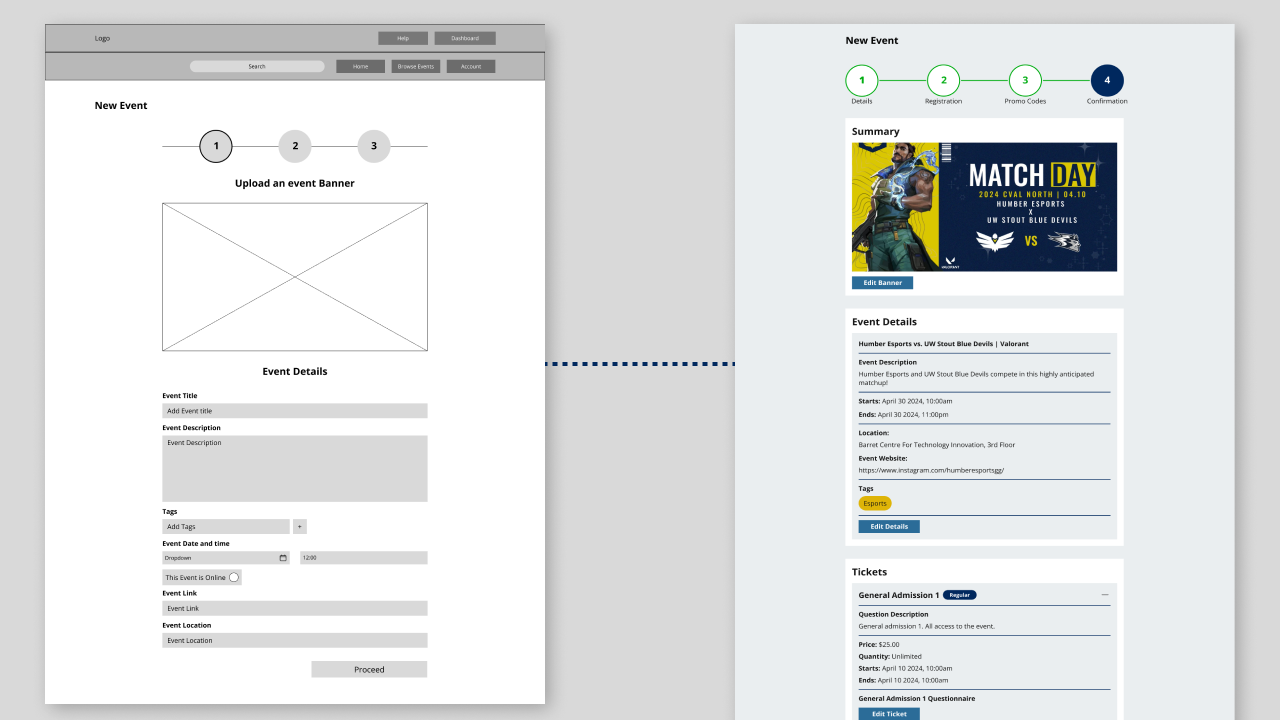 Logo
Help
Dashboard
Search
Home
Browse Events
Account
New Event
1
2
3
Upload an event Banner
Event Details
Event Title
Add Event title
Event Description
Event Description
Tags
Add Tags
+
Event Date and time
Dropdown
12:00
This Event is Online
Event Link
Event Link
Event Location
Event Location
Proceed
New Event
1
2
3
4
Details
Registration
Promo Codes
Confirmation
Summary
MATCH DAY
2024 CVAL NORTH | 04.10
HUMBER ESPORTS
X
UW STOUT BLUE DEVILS
VS
VALORANT
Edit Banner
Event Details
Humber Esports vs. UW Stout Blue Devils | Valorant
Event Description
Humber Esports and UW Stout Blue Devils compete in this highly anticipated
matchup!
Starts: April 30 2024, 10:00am
Ends: April 30 2024, 11:00pm
Location:
Barret Centre For Technology Innovation, 3rd Floor
Event Website:
https://www.instagram.com/humberesportsgg/
Tags
Esports
Edit Details
Tickets
General Admission 1 Regular
Question Description
General admission 1. All access to the event.
Price: $25.00
Quantity: Unlimited
Starts: April 10 2024, 10:00am
Ends: April 10 2024, 10:00am
General Admission 1 Questionnaire
Edit Ticket